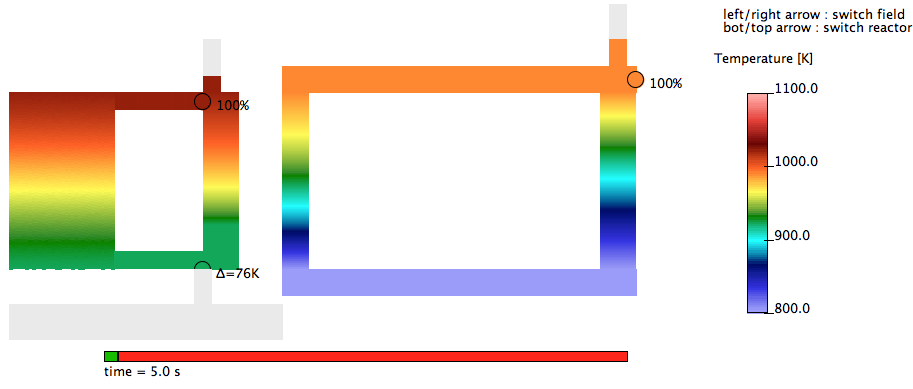 left/right arrow : switch field
bot/top arrow : switch reactor
Temperature [K]
100%
100%
1100.0
1000.0
900.0
Δ=76K
800.0
time = 5.0 s